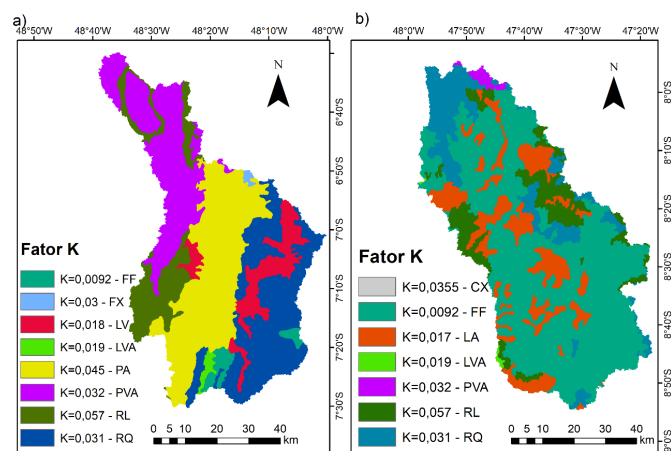 a)
48°50'W 48°40'W 48°30'W 48°20'W 48°10'W 48°0'W
N
6°40'S
6°50'S
7°0'S
7°10'S
7°20'S
7°30'S
Fator K
K=0,0092 - FF
K=0,03 - FX
K=0,018 - LV
K=0,019 - LVA
K=0,045 - PA
K=0,032 - PVA
K=0,057 - RL
K=0,031 - RQ
0 5 10 20 30 40
km
b)
48°0'W 47°50'W 47°40'W 47°30'W 47°20'W
N
8°0'S
8°10'S
8°20'S
8°30'S
8°40'S
8°50'S
9°0'S
Fator K
K=0,0355 - CX
K=0,0092 - FF
K=0,017 - LA
K=0,019 - LVA
K=0,032 - PVA
K=0,057 - RL
K=0,031 - RQ
0 5 10 20 30 40
km